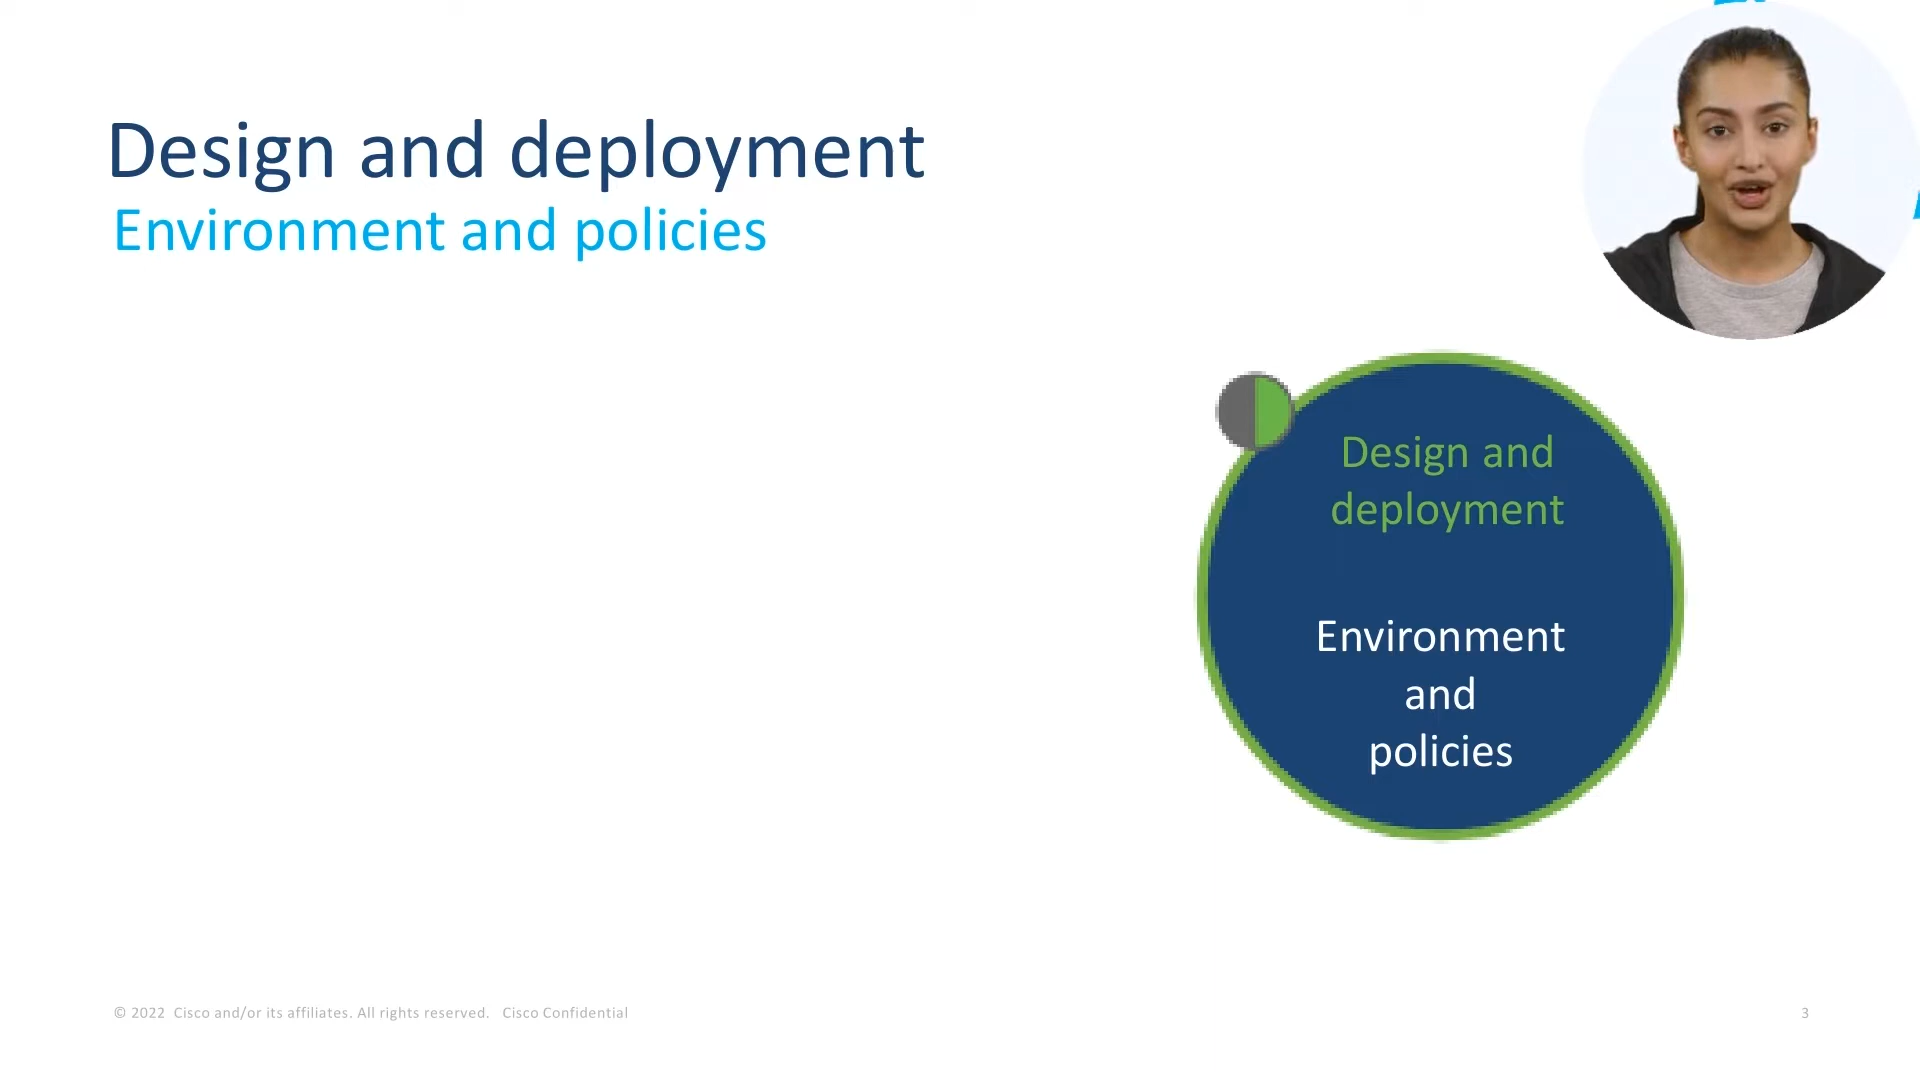 Design and deployment
Environment and policies
Design and
deployment
Environment
and
policies
© 2022 Cisco and/or its affiliates. All rights reserved. Cisco Confidential
3